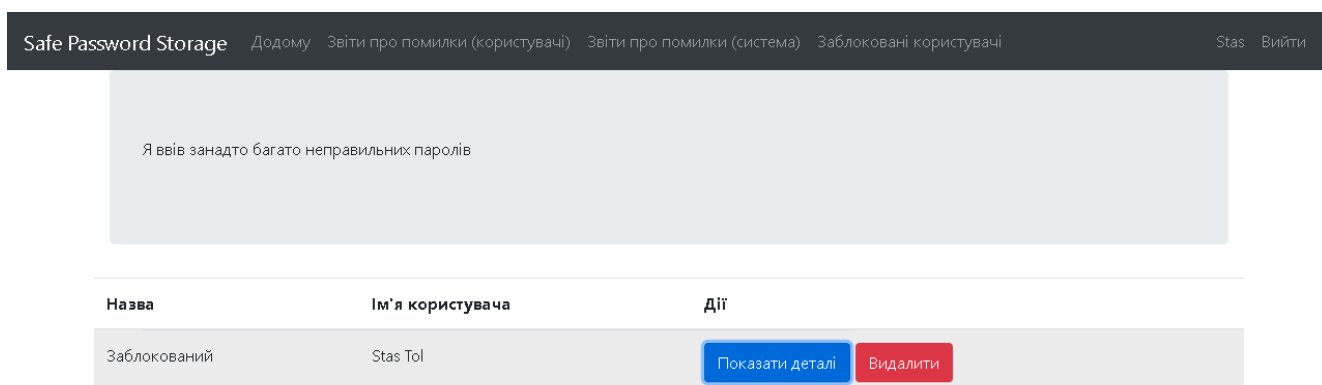 Safe Password Storage Додому Звіти про помилки (користувачі) Звіти про помилки (система) Заблоковані користувачі Stas Вийти
Я ввів занадто багато неправильних паролів
Назва Ім'я користувача Дії
Заблокований Stas Tol Показати деталі Видалити